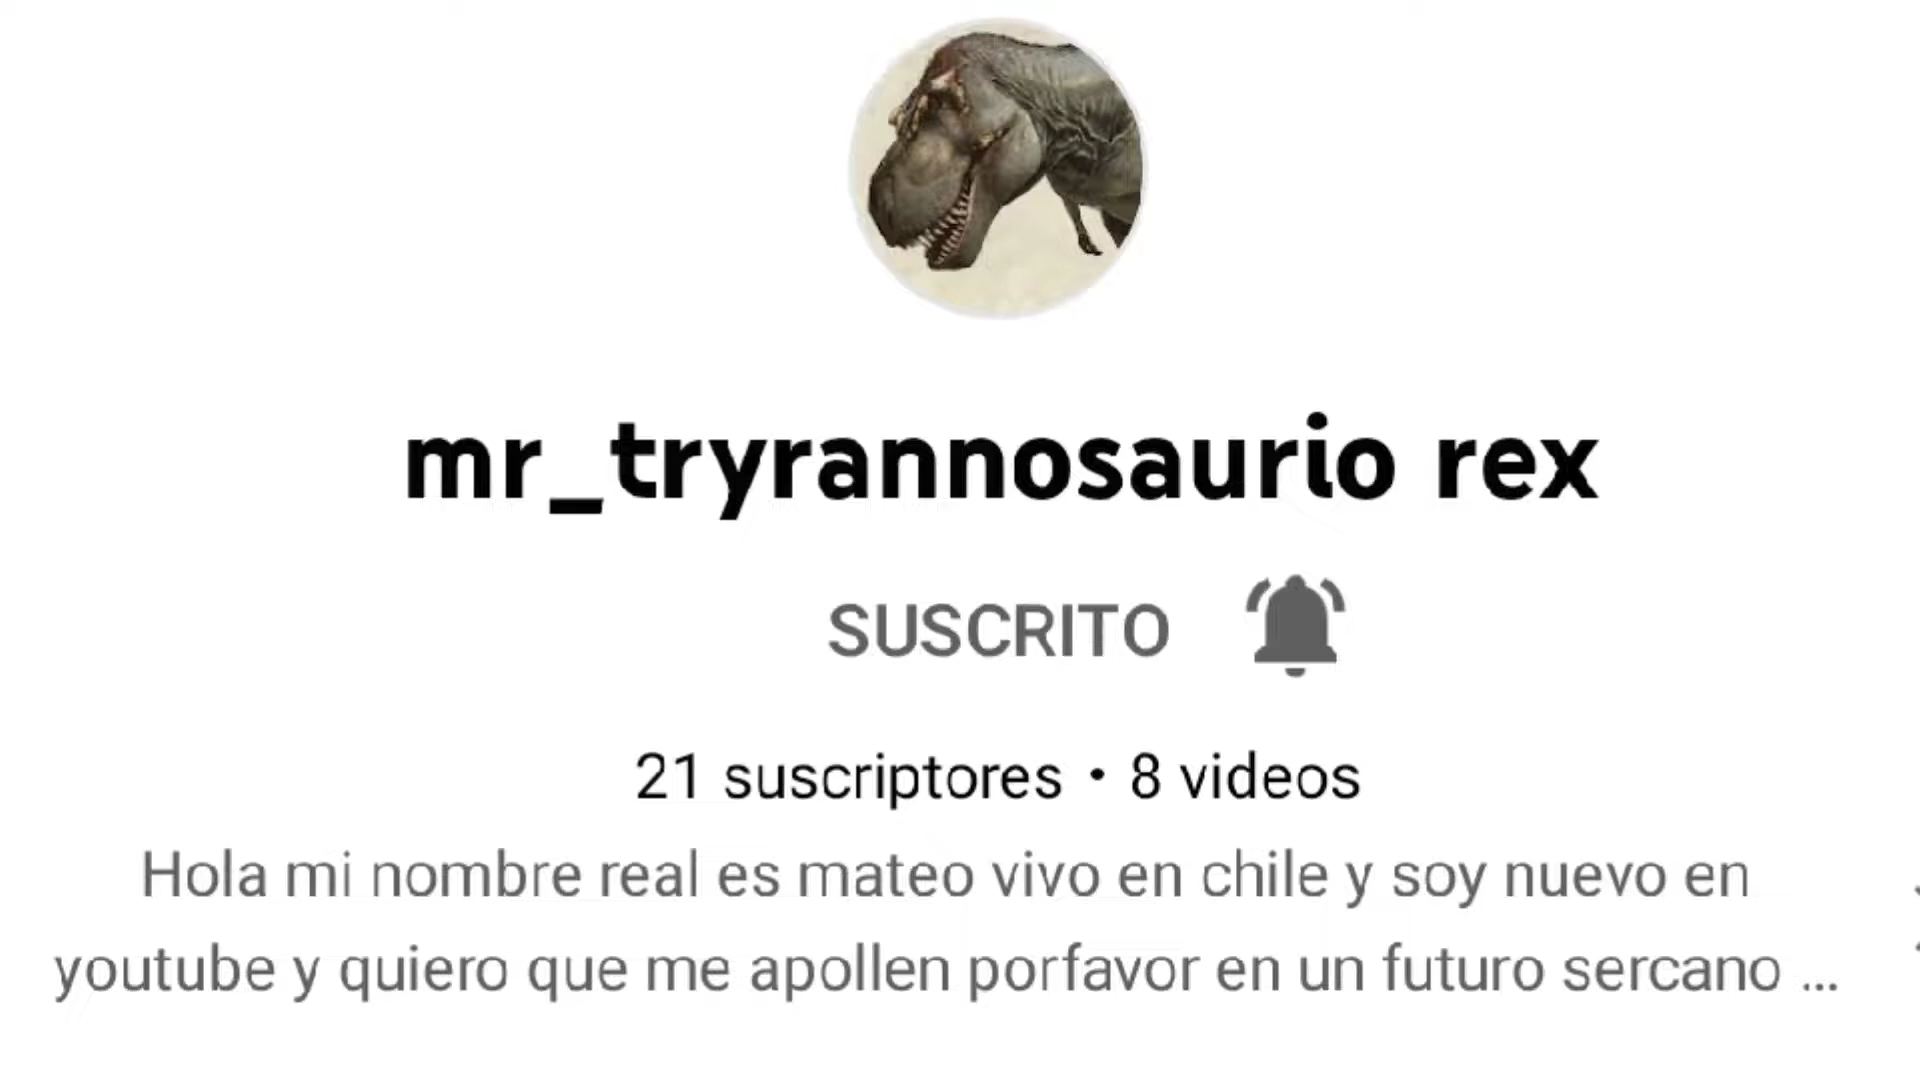 mr_tryrannosaurio rex
SUSCRITO
21 suscriptores • 8 videos
Hola mi nombre real es mateo vivo en chile y soy nuevo en
youtube y quiero que me apollen porfavor en un futuro sercano ...